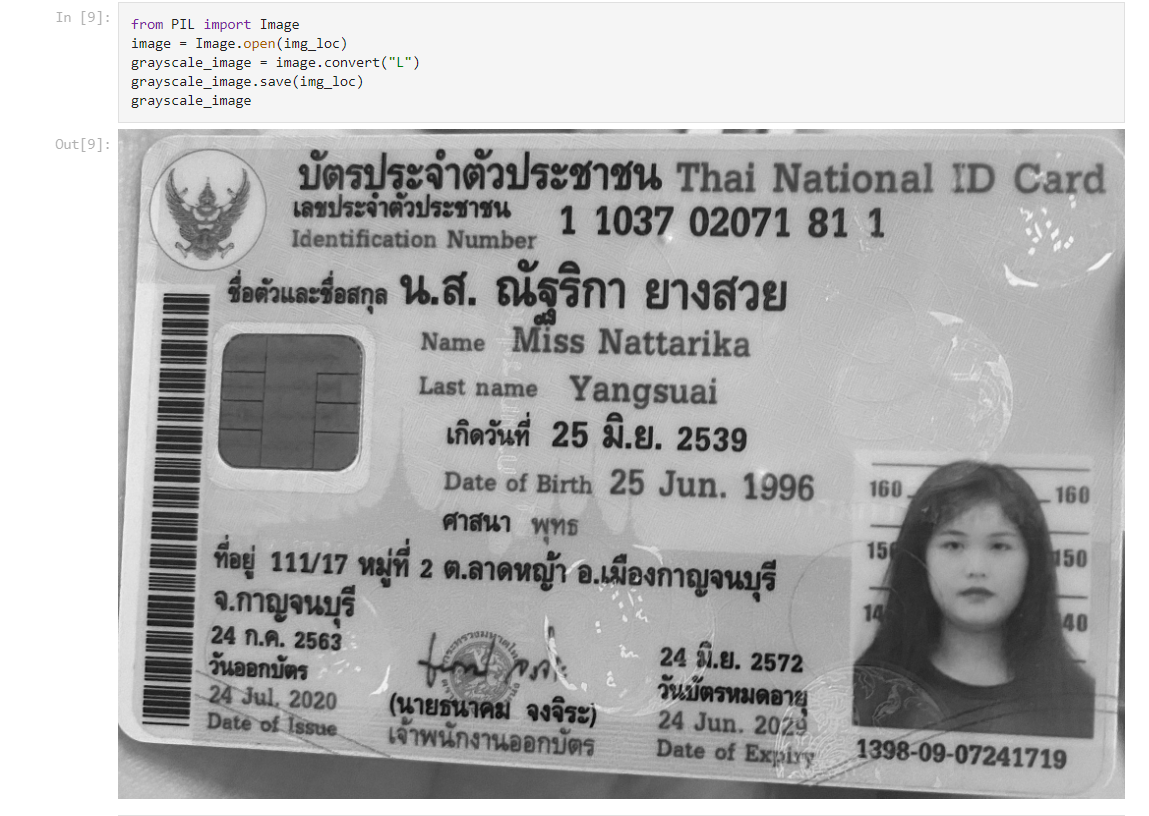 In [9]:
from PIL import Image
image = Image.open(img_loc)
grayscale_image = image.convert("L")
grayscale_image.save(img_loc)
grayscale_image
Out[9]:
บัตรประจำตัวประชาชน Thai National ID Card
เลขประจำตัวประชาชน
Identification Number 1 1037 02071 81 1
ชื่อตัวและชื่อสกุล น.ส. ณัฐริกา ยางสวย
Name Miss Nattarika
Last name Yangsuai
เกิดวันที่ 25 มิ.ย. 2539
Date of Birth 25 Jun. 1996
ศาสนา พุทธ
ที่อยู่ 111/17 หมู่ที่ 2 ต.ลาดหญ้า อ.เมืองกาญจนบุรี
จ.กาญจนบุรี
24 ก.ค. 2563
วันออกบัตร
24 Jul. 2020
Date of Issue
(นายธนาคม จงจิระ)
เจ้าพนักงานออกบัตร
24 มิ.ย. 2572
วันบัตรหมดอายุ
24 Jun. 2029
Date of Expiry
160 160
15 150
14 40
1398-09-07241719